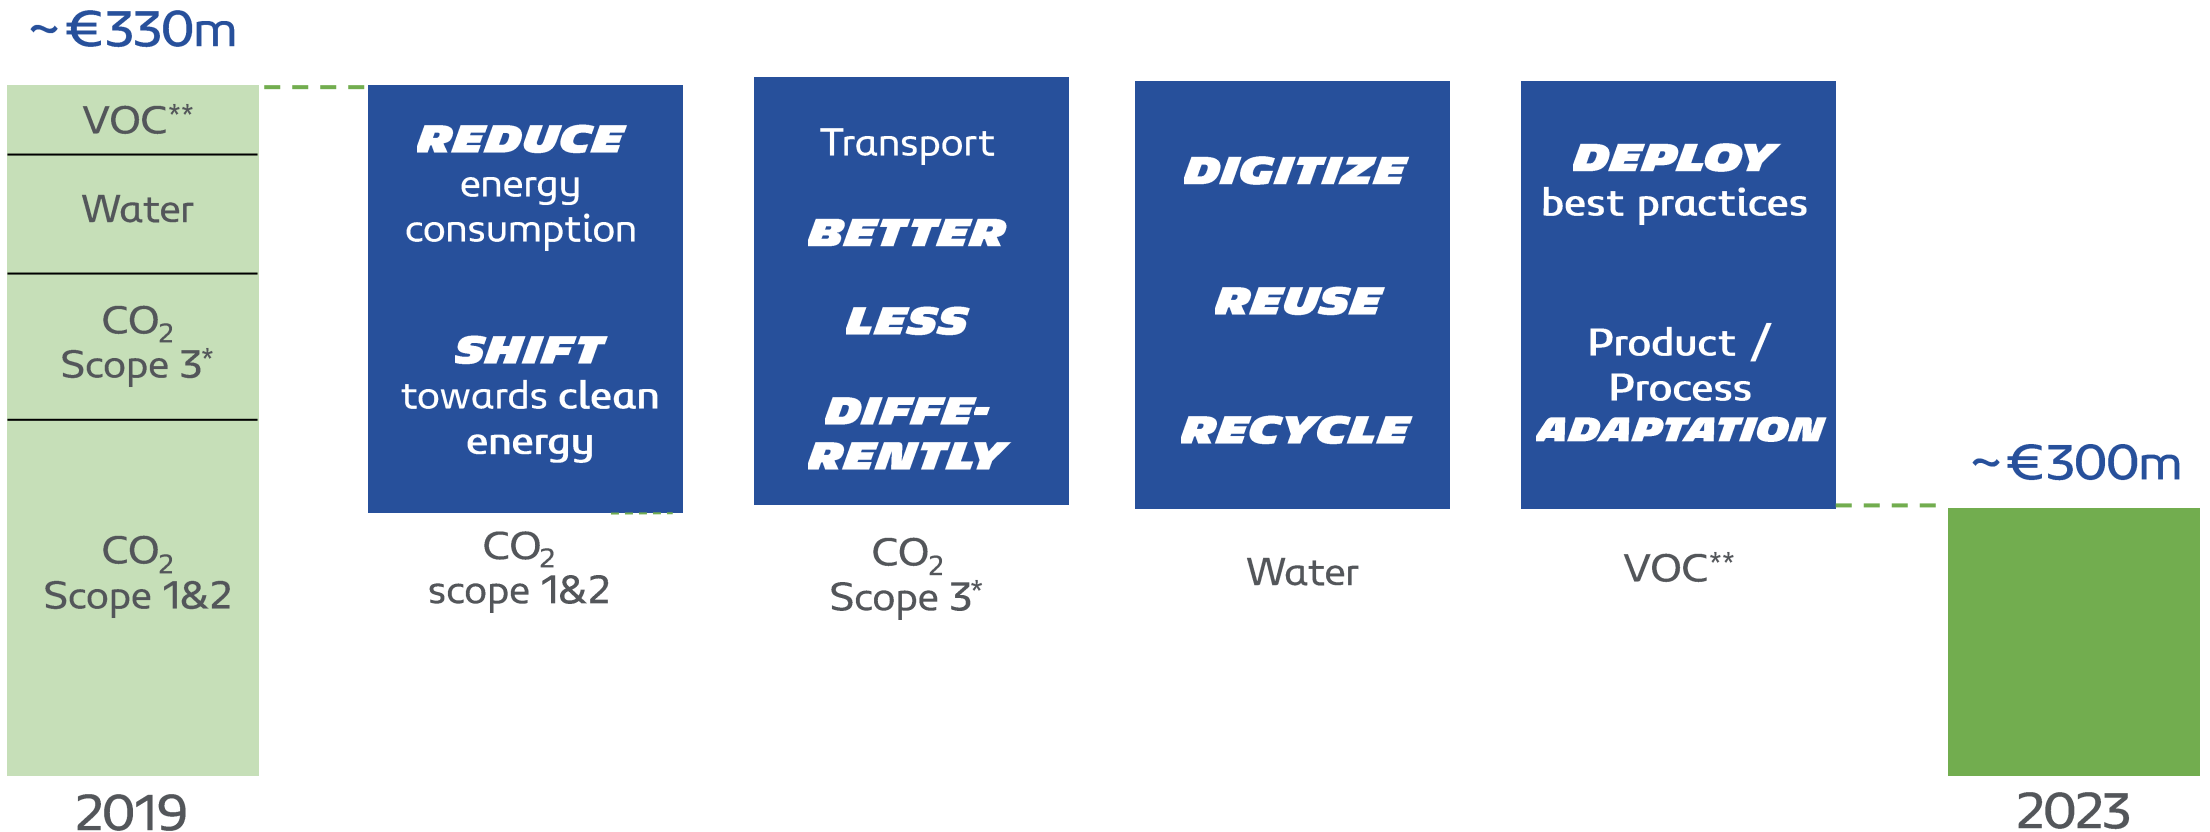 ~€330m
VOC**
Water
CO₂
Scope 3*
CO₂
Scope 1&2
2019
REDUCE
energy
consumption
SHIFT
towards clean
energy
CO₂
scope 1&2
Transport
BETTER
LESS
DIFFE-
RENTLY
CO₂
Scope 3*
DIGITIZE
REUSE
RECYCLE
Water
DEPLOY
best practices
Product /
Process
ADAPTATION
VOC**
~€300m
2023